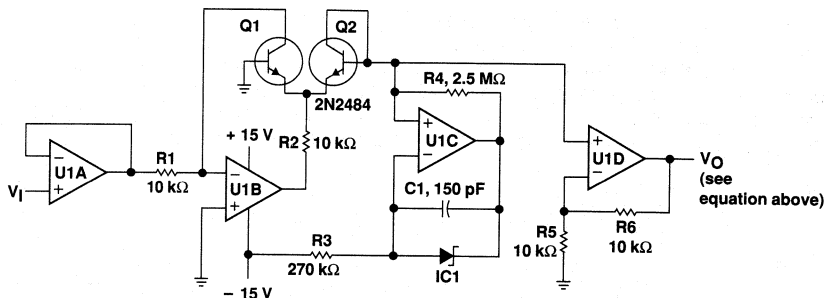 Q1
Q2
R4, 2.5 MΩ
2N2484
+
U1C
−
+ 15 V
R2
10 kΩ
−
U1A
+
V_I
R1
10 kΩ
−
U1B
+
C1, 150 pF
+
U1D
−
V_O
(see
equation above)
R3
270 kΩ
IC1
R5
10 kΩ
R6
10 kΩ
− 15 V